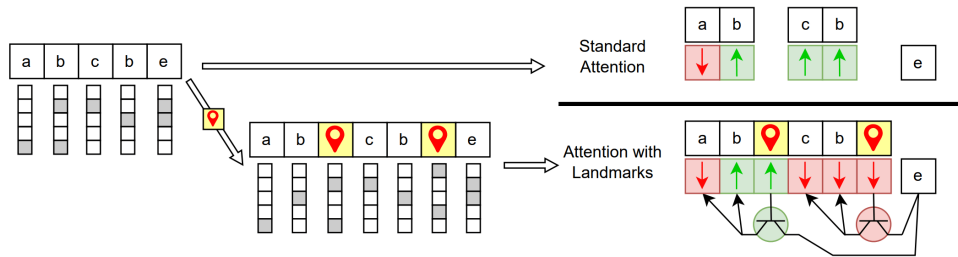 a b c b e
a b c b e
Standard
Attention
a b c b
e
Attention with
Landmarks
a b c b
e